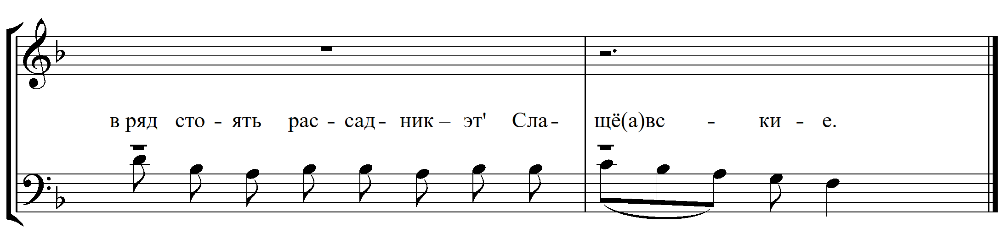 в ряд сто - ять рас - сад - ник – эт' Сла - щё(а)вс - ки - е.